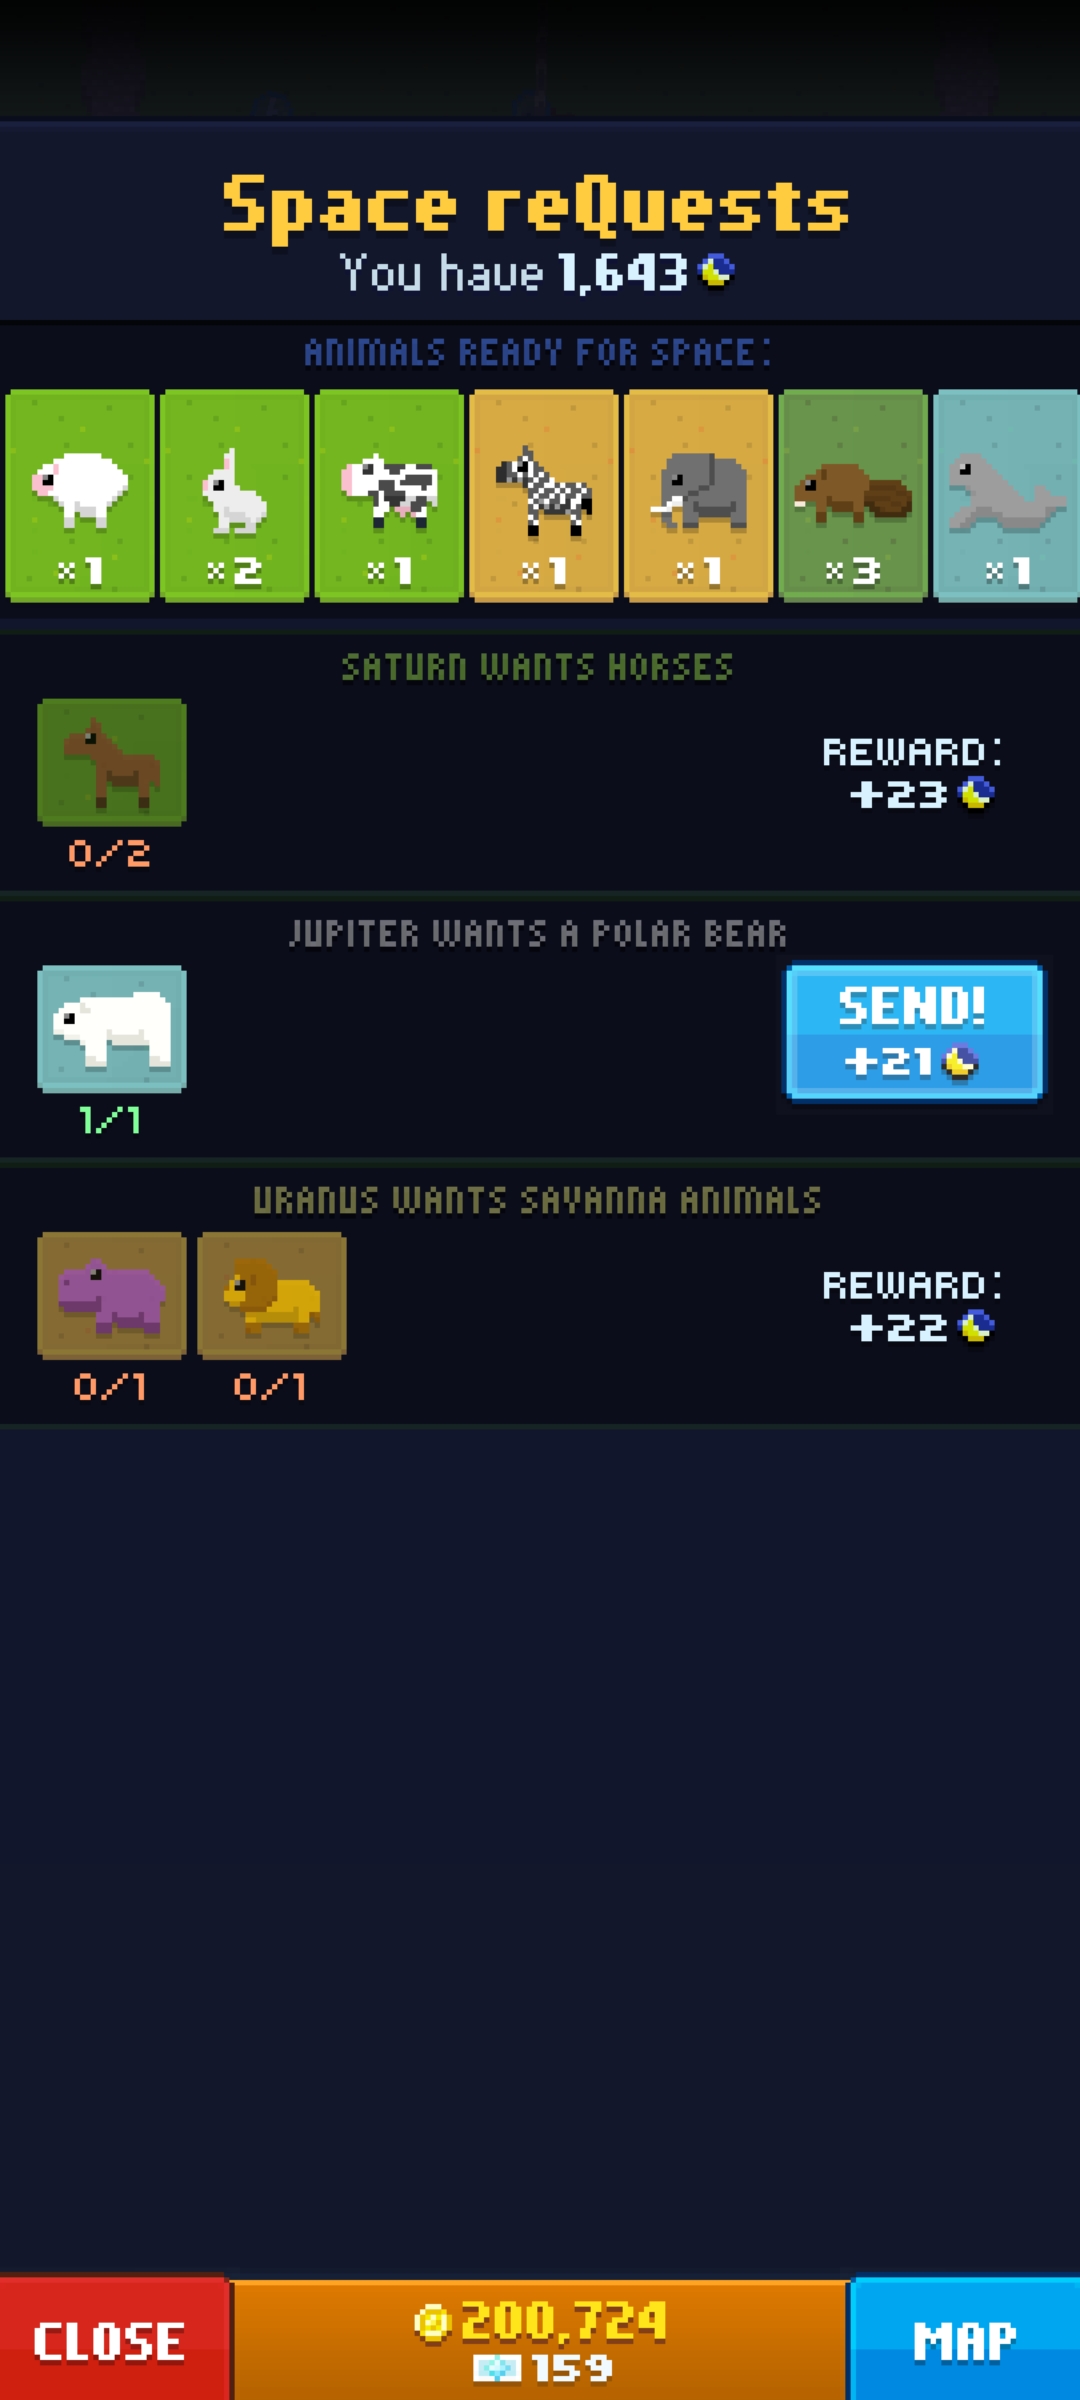 Space reQuests
You have 1,643
ANIMALS READY FOR SPACE:
×1 ×2 ×1 ×1 ×1 ×3 ×1
SATURN WANTS HORSES
REWARD:
+23
0/2
JUPITER WANTS A POLAR BEAR
SEND!
+21
1/1
URANUS WANTS SAVANNA ANIMALS
REWARD:
+22
0/1 0/1
CLOSE
200,724
159
MAP